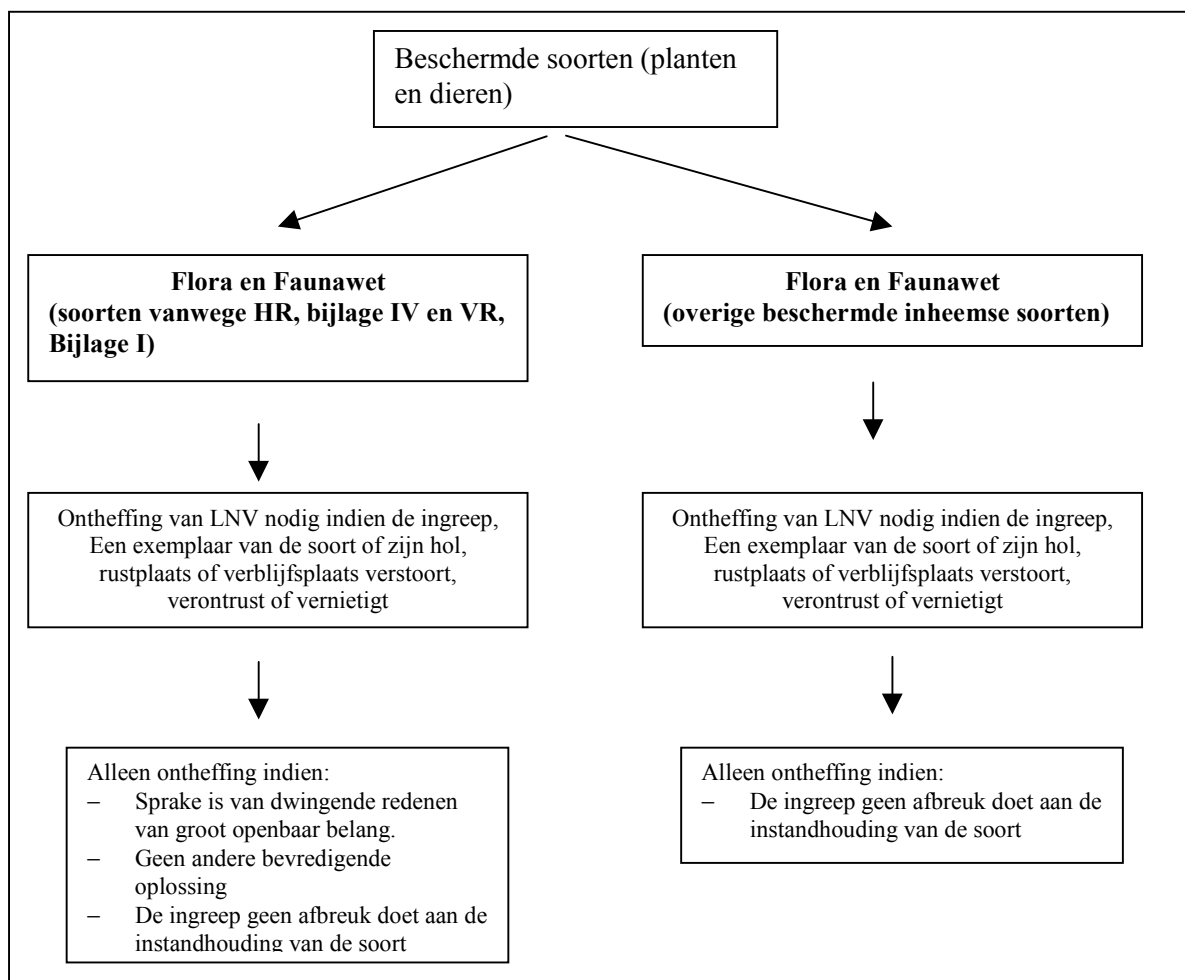 Beschermde soorten (planten
en dieren)
Flora en Faunawet
(soorten vanwege HR, bijlage IV en VR,
Bijlage I)
Ontheffing van LNV nodig indien de ingreep,
Een exemplaar van de soort of zijn hol,
rustplaats of verblijfsplaats verstoort,
verontrust of vernietigt
Alleen ontheffing indien:
– Sprake is van dwingende redenen
van groot openbaar belang.
– Geen andere bevredigende
oplossing
– De ingreep geen afbreuk doet aan de
instandhouding van de soort
Flora en Faunawet
(overige beschermde inheemse soorten)
Ontheffing van LNV nodig indien de ingreep,
Een exemplaar van de soort of zijn hol,
rustplaats of verblijfsplaats verstoort,
verontrust of vernietigt
Alleen ontheffing indien:
– De ingreep geen afbreuk doet aan de
instandhouding van de soort